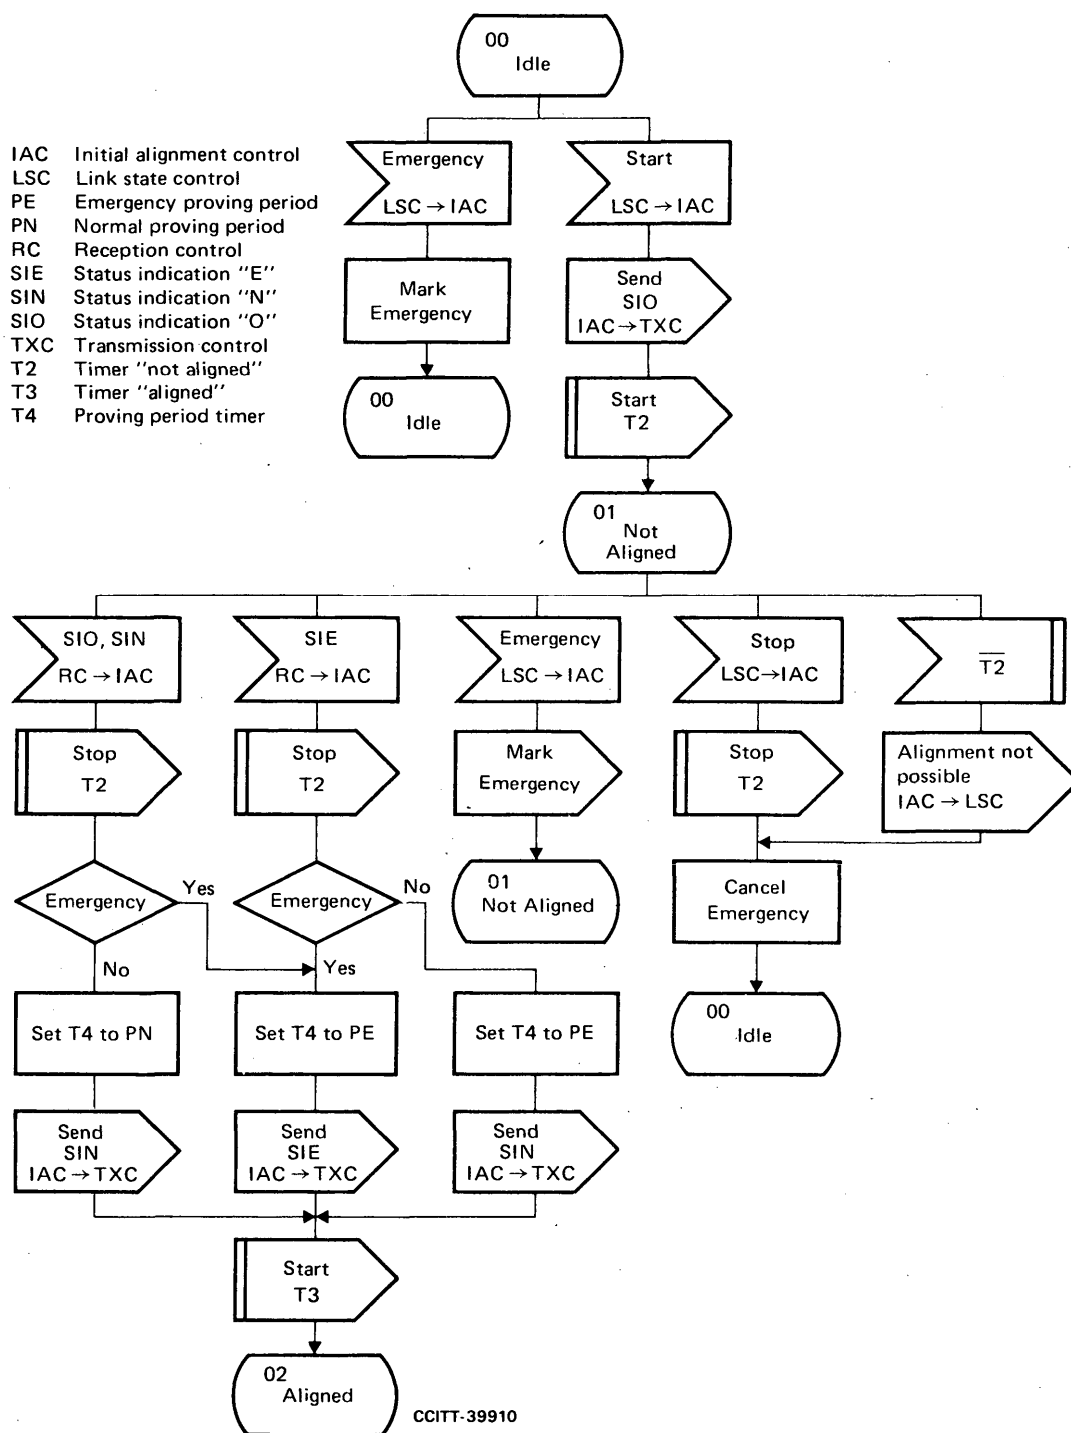 00
Idle
IAC Initial alignment control
LSC Link state control
PE Emergency proving period
PN Normal proving period
RC Reception control
SIE Status indication "E"
SIN Status indication "N"
SIO Status indication "O"
TXC Transmission control
T2 Timer "not aligned"
T3 Timer "aligned"
T4 Proving period timer
Emergency
LSC → IAC
Start
LSC → IAC
Mark
Emergency
Send
SIO
IAC → TXC
00
Idle
Start
T2
01
Not
Aligned
SIO, SIN
RC → IAC
SIE
RC → IAC
Emergency
LSC → IAC
Stop
LSC→IAC
T2
Stop
T2
Stop
T2
Mark
Emergency
Stop
T2
Alignment not
possible
IAC → LSC
Emergency
Yes
Emergency
No
01
Not Aligned
Cancel
Emergency
No
Yes
Set T4 to PN
Set T4 to PE
Set T4 to PE
00
Idle
Send
SIN
IAC → TXC
Send
SIE
IAC → TXC
Send
SIN
IAC → TXC
Start
T3
02
Aligned
CCITT-39910